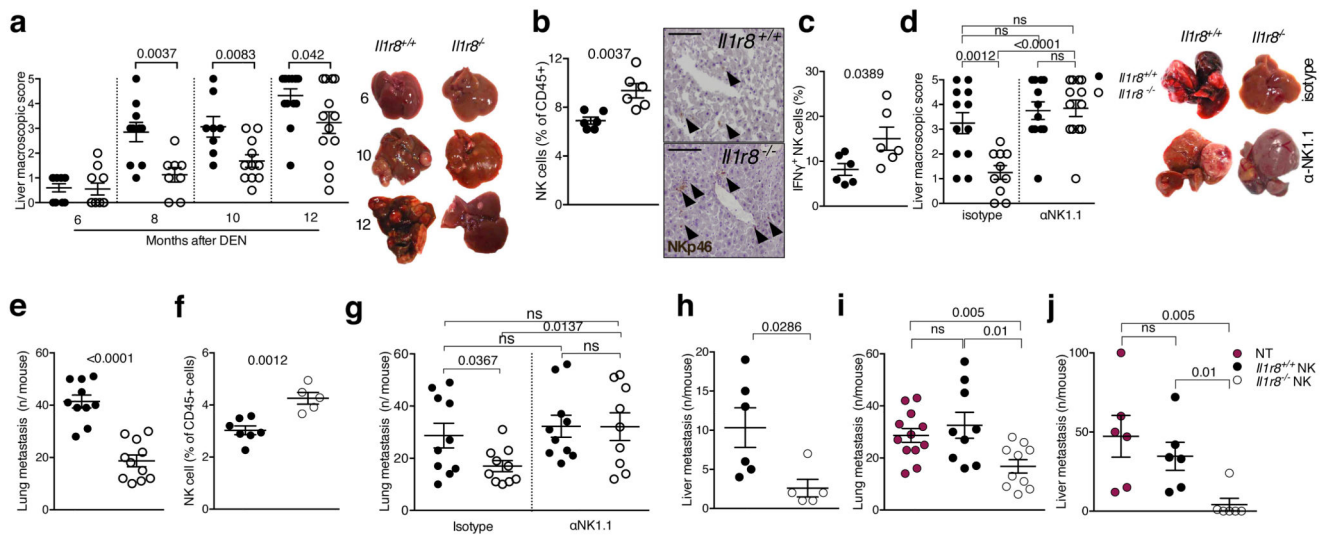 a
Il1r8+/+
Il1r8-/-
0.0037
0.0083
0.042
Liver macroscopic score
5
4
3
2
1
0
6
8
10
12
Months after DEN
6
10
12
b
0.0037
NK cells (% of CD45+)
12
8
4
0
Il1r8+/+
Il1r8-/-
NKp46
c
0.0389
IFNγ+ NK cells (%)
30
20
10
0
d
ns
ns
<0.0001
0.0012
ns
Liver macroscopic score
5
4
3
2
1
0
isotype
αNK1.1
Il1r8+/+
Il1r8 -/-
Il1r8+/+
Il1r8-/-
isotype
α-NK1.1
e
<0.0001
Lung metastasis (n/ mouse)
60
40
20
0
f
0.0012
NK cell (% of CD45+ cells)
6
4
2
0
g
ns
0.0137
ns
0.0367
ns
Lung metastasis (n/ mouse)
60
40
20
0
Isotype
αNK1.1
h
0.0286
Liver metastasis (n/mouse)
20
15
10
5
0
i
0.005
ns
0.01
Lung metastasis (n/mouse)
60
40
20
0
j
0.005
ns
0.01
Liver metastasis (n/mouse)
100
50
0
NT
Il1r8+/+ NK
Il1r8-/- NK